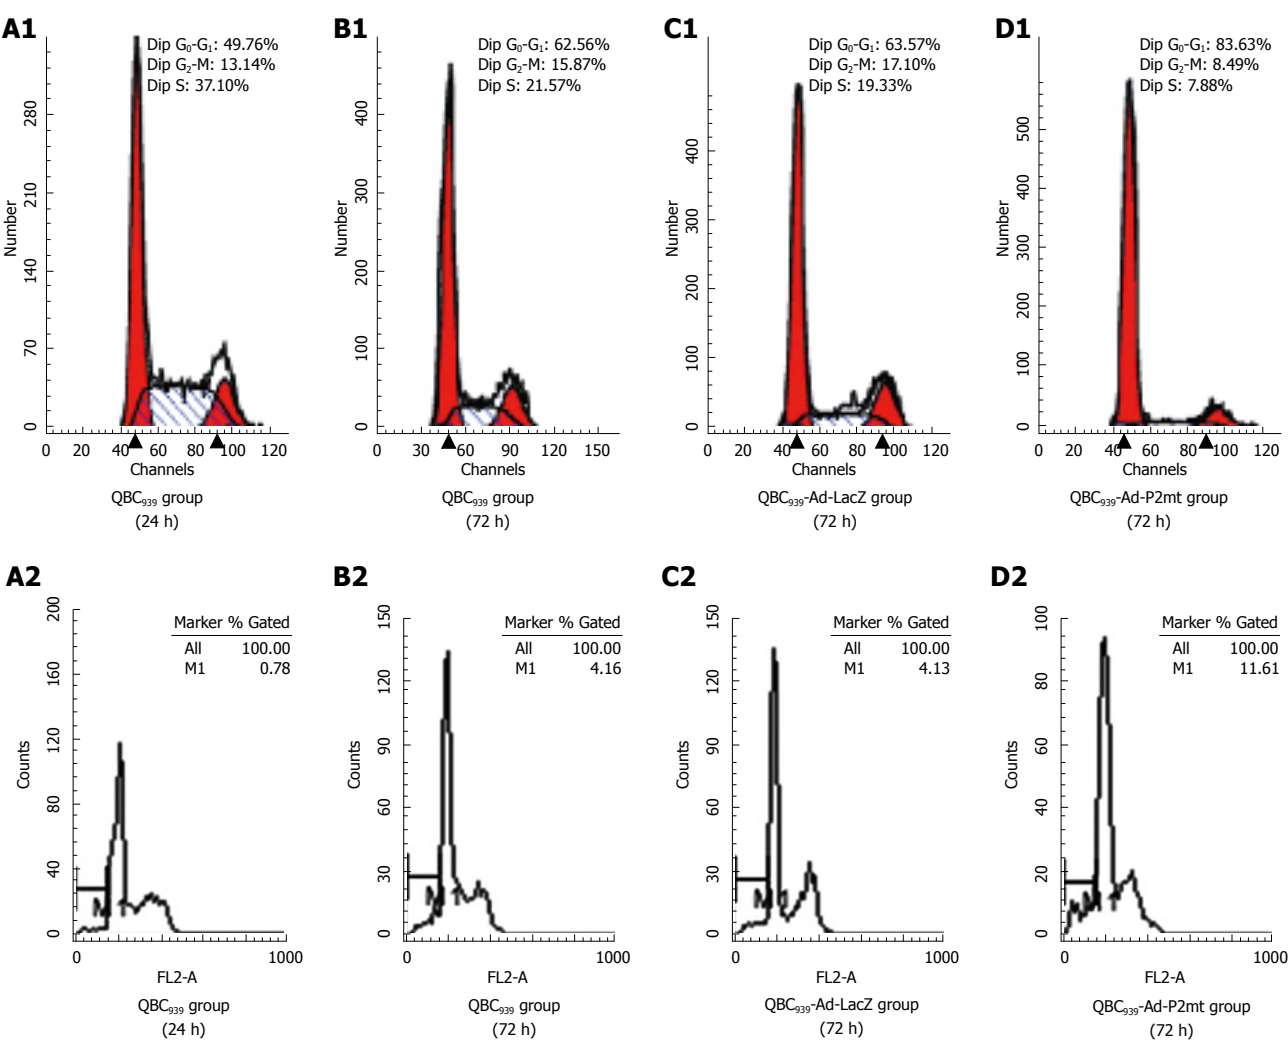 A1
Dip G₀-G₁: 49.76%
Dip G₂-M: 13.14%
Dip S: 37.10%
Number
280
210
140
70
0
0 20 40 60 80 100 120
Channels
QBC₉₃₉ group
(24 h)
B1
Dip G₀-G₁: 62.56%
Dip G₂-M: 15.87%
Dip S: 21.57%
Number
400
300
200
100
0
0 30 60 90 120 150
Channels
QBC₉₃₉ group
(72 h)
C1
Dip G₀-G₁: 63.57%
Dip G₂-M: 17.10%
Dip S: 19.33%
Number
400
300
200
100
0
0 20 40 60 80 100 120
Channels
QBC₉₃₉-Ad-LacZ group
(72 h)
D1
Dip G₀-G₁: 83.63%
Dip G₂-M: 8.49%
Dip S: 7.88%
Number
500
400
300
200
100
0
0 20 40 60 80 100 120
Channels
QBC₉₃₉-Ad-P2mt group
(72 h)
A2
Marker % Gated
All 100.00
M1 0.78
Counts
200
160
120
80
40
0
0 1000
FL2-A
QBC₉₃₉ group
(24 h)
B2
Marker % Gated
All 100.00
M1 4.16
Counts
150
120
90
60
30
0
0 1000
FL2-A
QBC₉₃₉ group
(72 h)
C2
Marker % Gated
All 100.00
M1 4.13
Counts
150
120
90
60
30
0
0 1000
FL2-A
QBC₉₃₉-Ad-LacZ group
(72 h)
D2
Marker % Gated
All 100.00
M1 11.61
Counts
100
80
60
40
20
0
0 1000
FL2-A
QBC₉₃₉-Ad-P2mt group
(72 h)